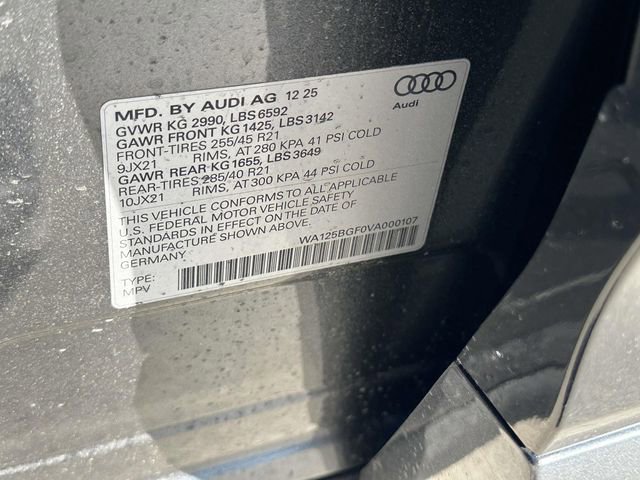 MFD. BY AUDI AG 12 25
GVWR KG 2990, LBS 6592
GAWR FRONT KG 1425, LBS 3142
FRONT-TIRES 255/45 R21
9JX21 RIMS, AT 280 KPA 41 PSI COLD
GAWR REAR KG 1655, LBS 3649
REAR-TIRES 285/40 R21
10JX21 RIMS, AT 300 KPA 44 PSI COLD
THIS VEHICLE CONFORMS TO ALL APPLICABLE
U.S. FEDERAL MOTOR VEHICLE SAFETY
STANDARDS IN EFFECT ON THE DATE OF
MANUFACTURE SHOWN ABOVE.
GERMANY
WA125BGF0VA000107
TYPE:
MPV
Audi